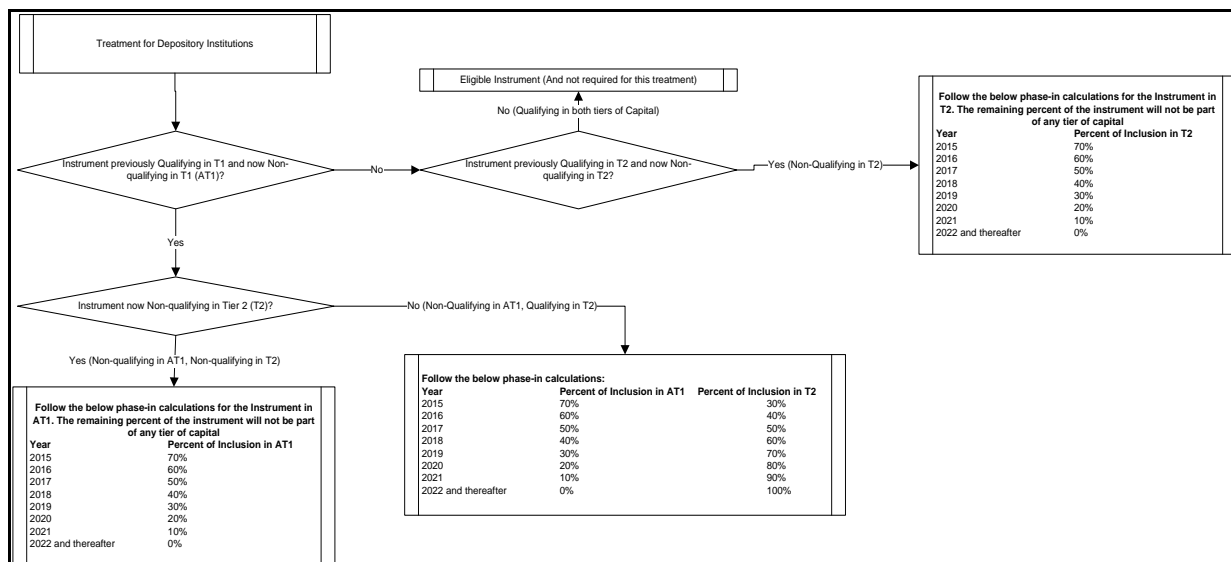 Treatment for Depository Institutions
Eligible Instrument (And not required for this treatment)
No (Qualifying in both tiers of Capital)
Instrument previously Qualifying in T1 and now Non-
qualifying in T1 (AT1)?
No
Instrument previously Qualifying in T2 and now Non-
qualifying in T2?
Yes (Non-Qualifying in T2)
Follow the below phase-in calculations for the Instrument in
T2. The remaining percent of the instrument will not be part
of any tier of capital
Year Percent of Inclusion in T2
2015 70%
2016 60%
2017 50%
2018 40%
2019 30%
2020 20%
2021 10%
2022 and thereafter 0%
Yes
Instrument now Non-qualifying in Tier 2 (T2)?
No (Non-Qualifying in AT1, Qualifying in T2)
Yes (Non-qualifying in AT1, Non-qualifying in T2)
Follow the below phase-in calculations for the Instrument in
AT1. The remaining percent of the instrument will not be part
of any tier of capital
Year Percent of Inclusion in AT1
2015 70%
2016 60%
2017 50%
2018 40%
2019 30%
2020 20%
2021 10%
2022 and thereafter 0%
Follow the below phase-in calculations:
Year Percent of Inclusion in AT1 Percent of Inclusion in T2
2015 70% 30%
2016 60% 40%
2017 50% 50%
2018 40% 60%
2019 30% 70%
2020 20% 80%
2021 10% 90%
2022 and thereafter 0% 100%